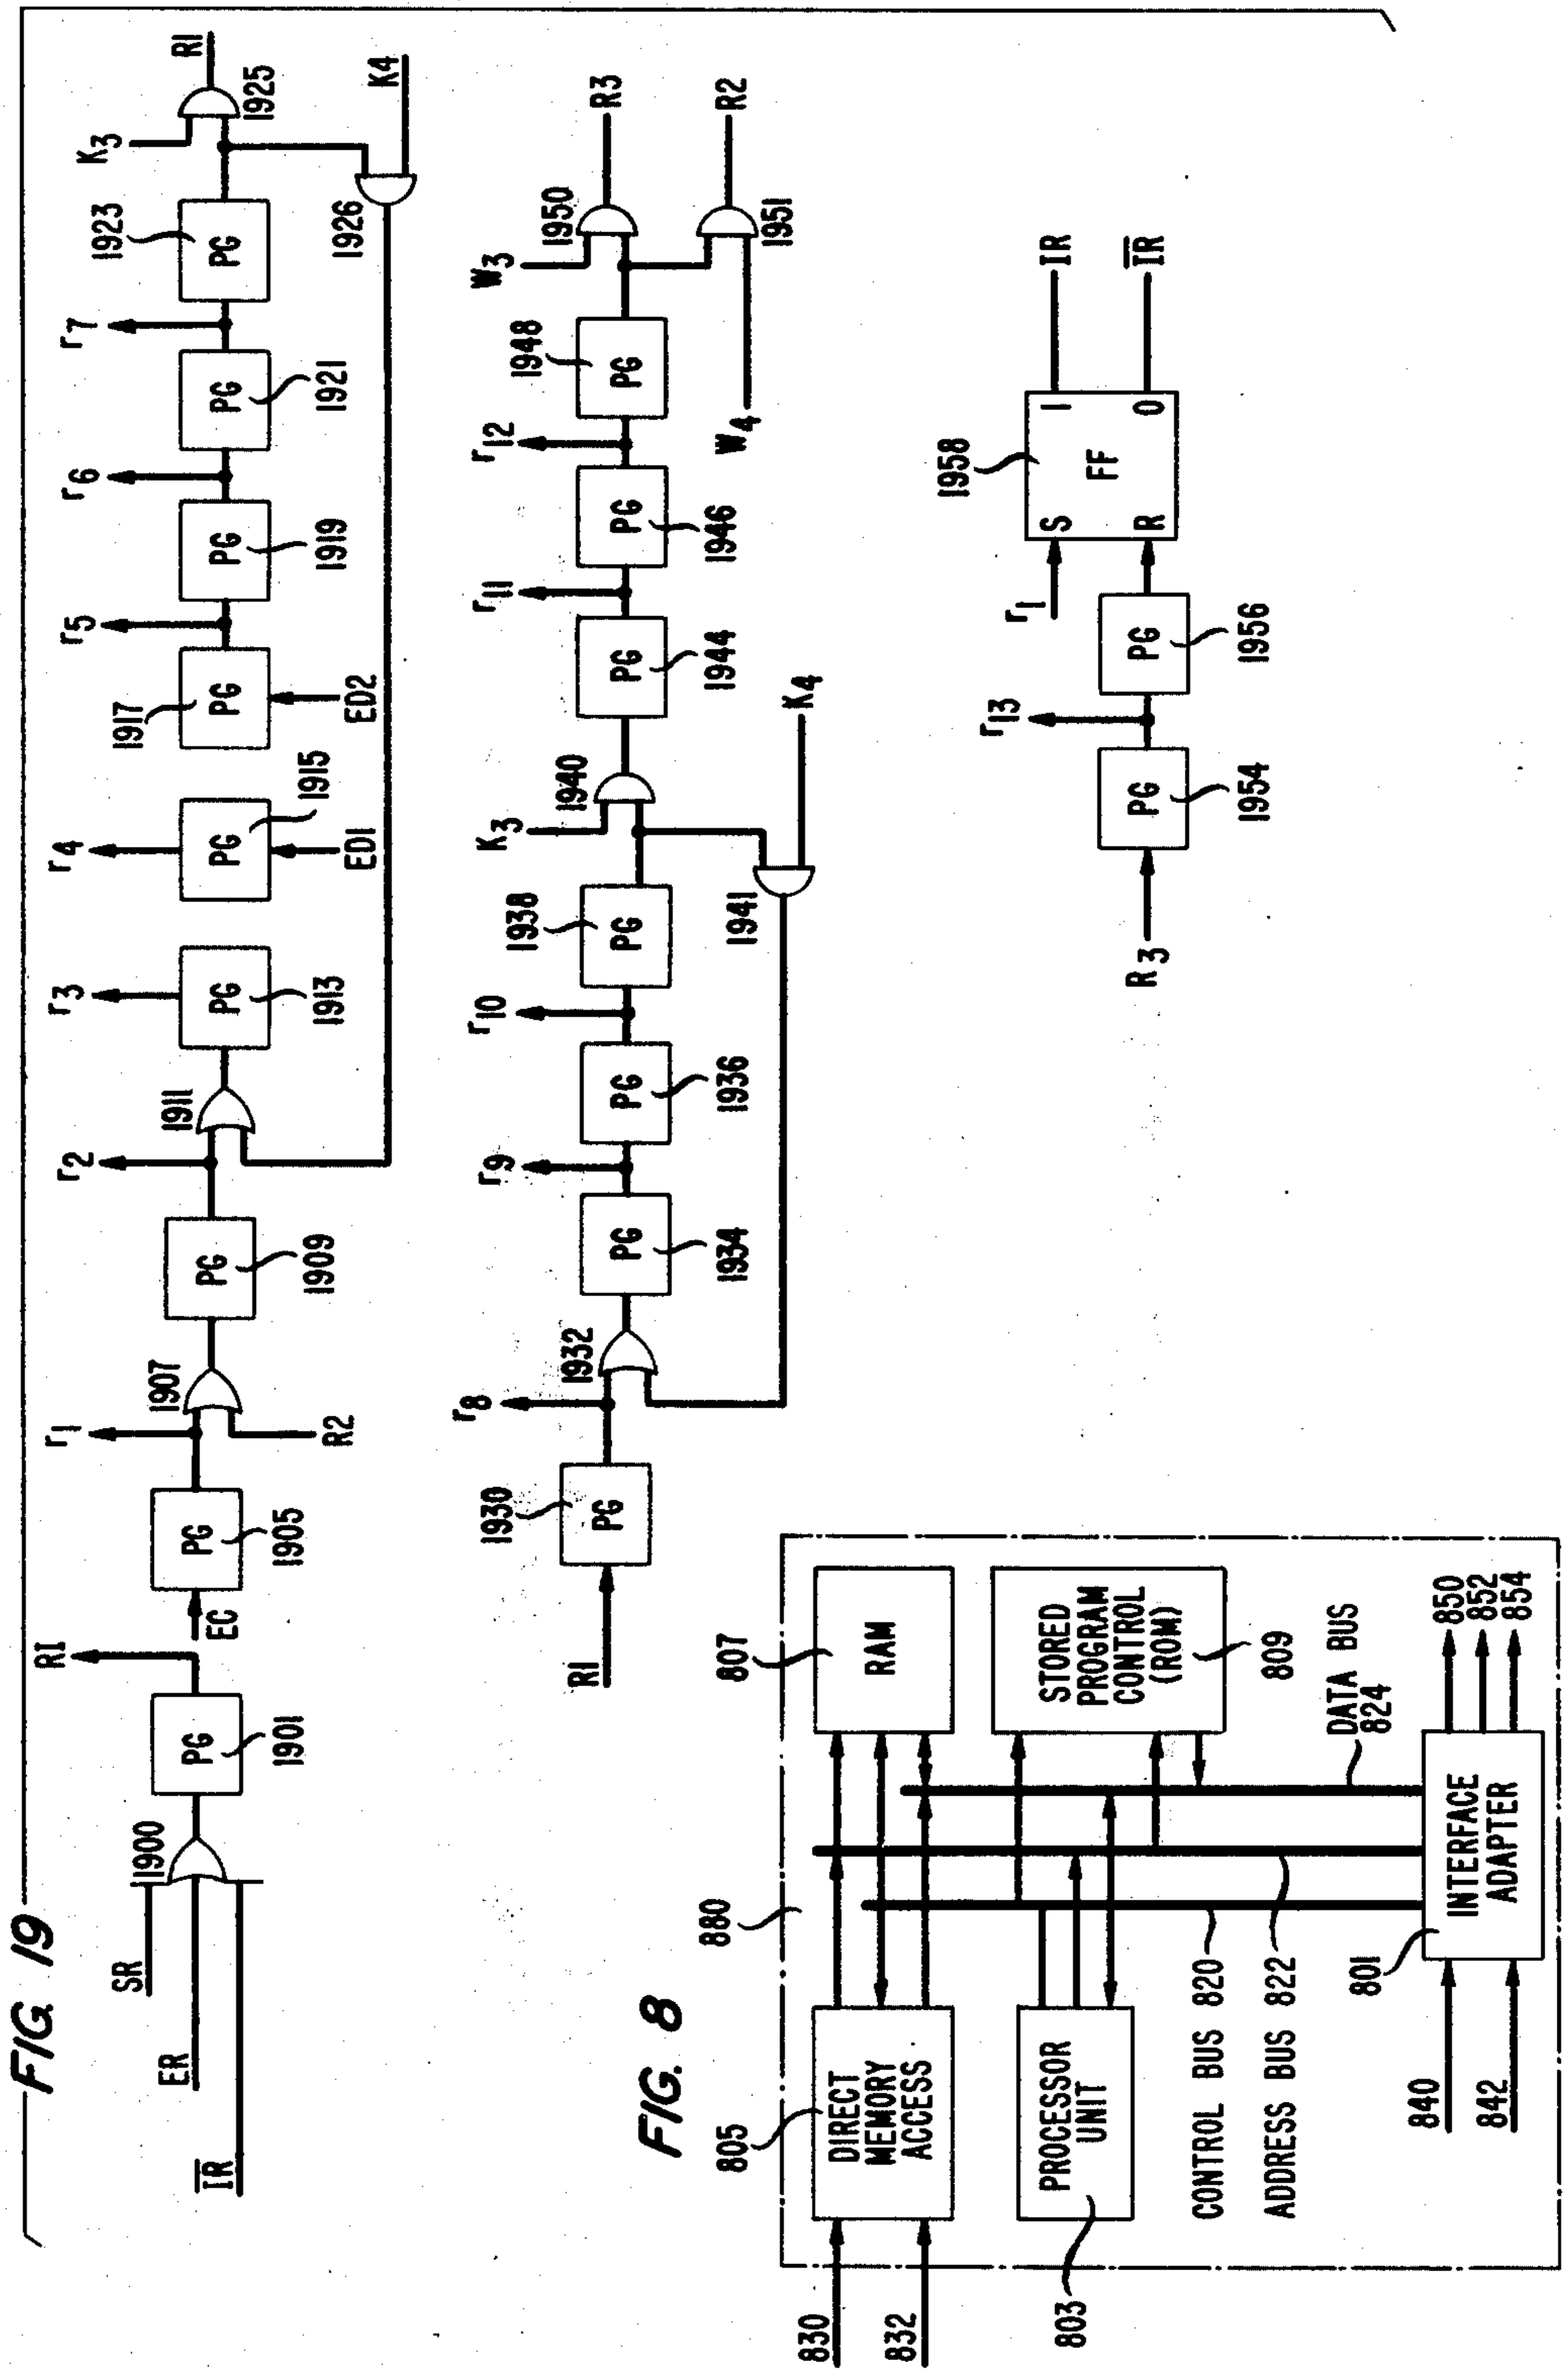 FIG. 19
SR
ER
I̅R̅
1900
PG
1901
RI
EC
PG
1905
r1
1907
R2
PG
1909
r2
1911
PG
1913
r3
PG
1915
r4
ED1
1917
PG
ED2
r5
PG
1919
r6
PG
1921
r7
1923
PG
K3
1925
R1
1926
K4
R1
1930
PG
r8
1932
PG
1934
r9
PG
1936
r10
1938
PG
K3
1940
1941
K4
PG
1944
r11
PG
1946
r12
1948
PG
W3
1950
R3
W4
1951
R2
R3
PG
1954
r13
PG
1956
r1
1958
S
R
FF
1
0
IR
I̅R̅
FIG. 8
880
830
832
805
DIRECT
MEMORY
ACCESS
807
RAM
803
PROCESSOR
UNIT
STORED
PROGRAM
CONTROL
(ROM)
809
CONTROL BUS 820
ADDRESS BUS 822
DATA BUS
824
840
842
801
INTERFACE
ADAPTER
850
852
854